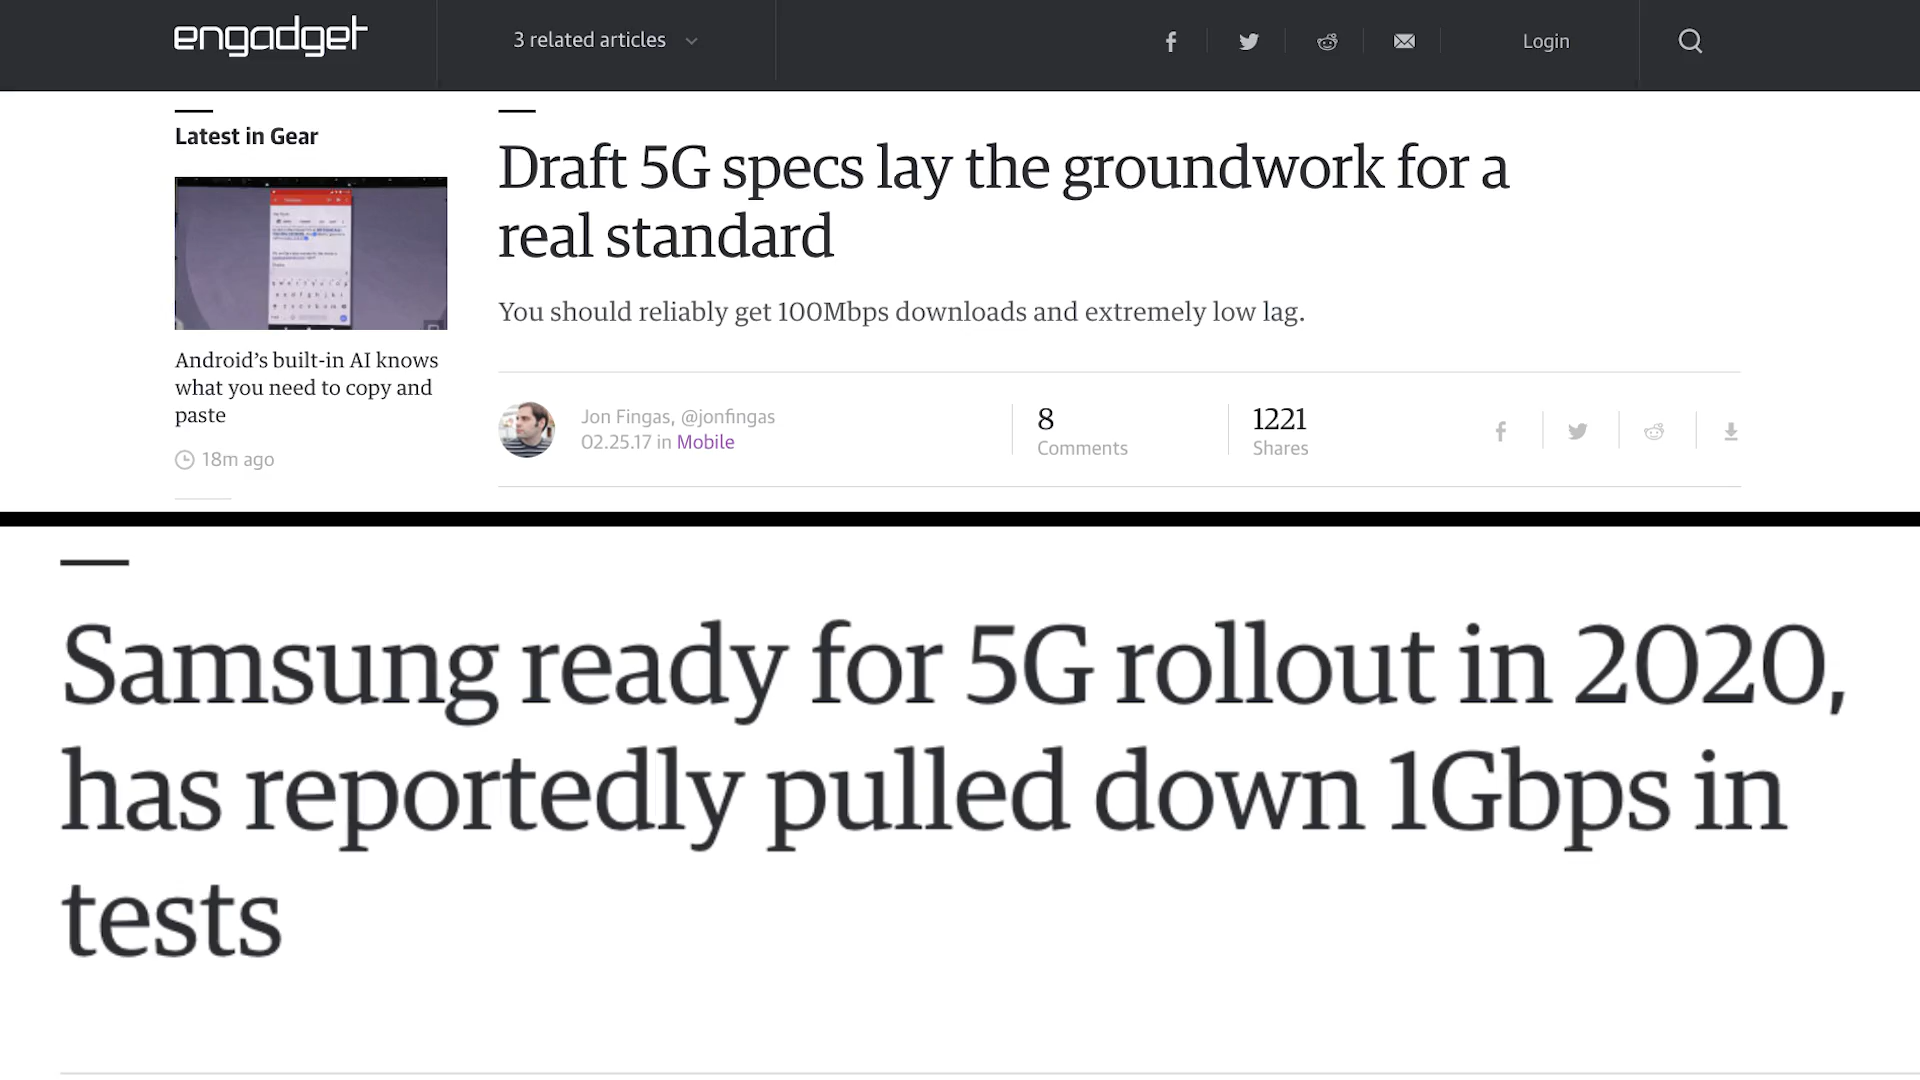 engadget
3 related articles
Login
Latest in Gear
Android’s built-in AI knows
what you need to copy and
paste
18m ago
Draft 5G specs lay the groundwork for a
real standard
You should reliably get 100Mbps downloads and extremely low lag.
Jon Fingas, @jonfingas
02.25.17 in Mobile
8
Comments
1221
Shares
Samsung ready for 5G rollout in 2020,
has reportedly pulled down 1Gbps in
tests